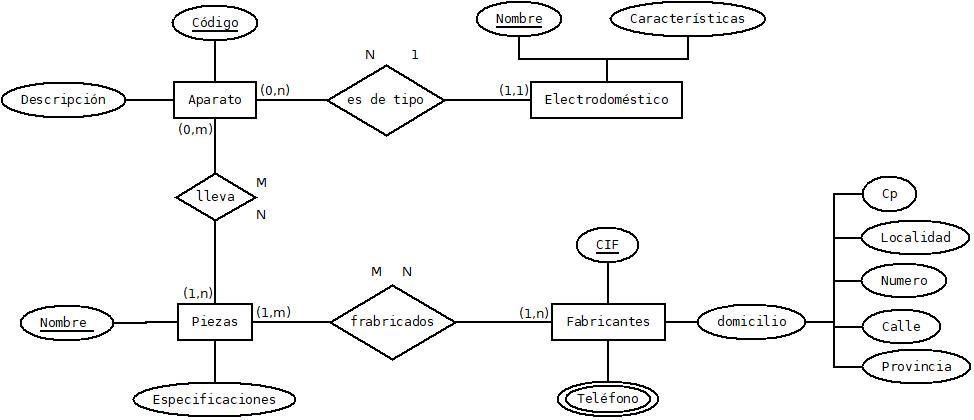 Código
Nombre
Características
N 1
Descripción
Aparato
(0,n)
es de tipo
(1,1)
Electrodoméstico
(0,m)
lleva
M
N
Cp
Localidad
CIF
M N
Numero
(1,n)
Nombre
Piezas
(1,m)
frabricados
(1,n)
Fabricantes
domicilio
Calle
Provincia
Especificaciones
Teléfono